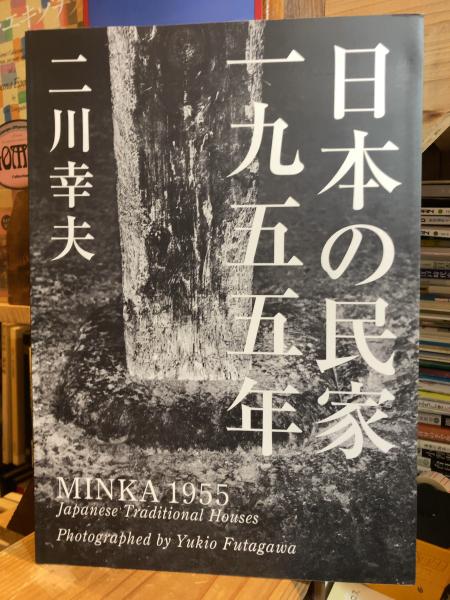 日本の民家
一九五五年
二川幸夫
MINKA 1955
Japanese Traditional Houses
Photographed by Yukio Futagawa